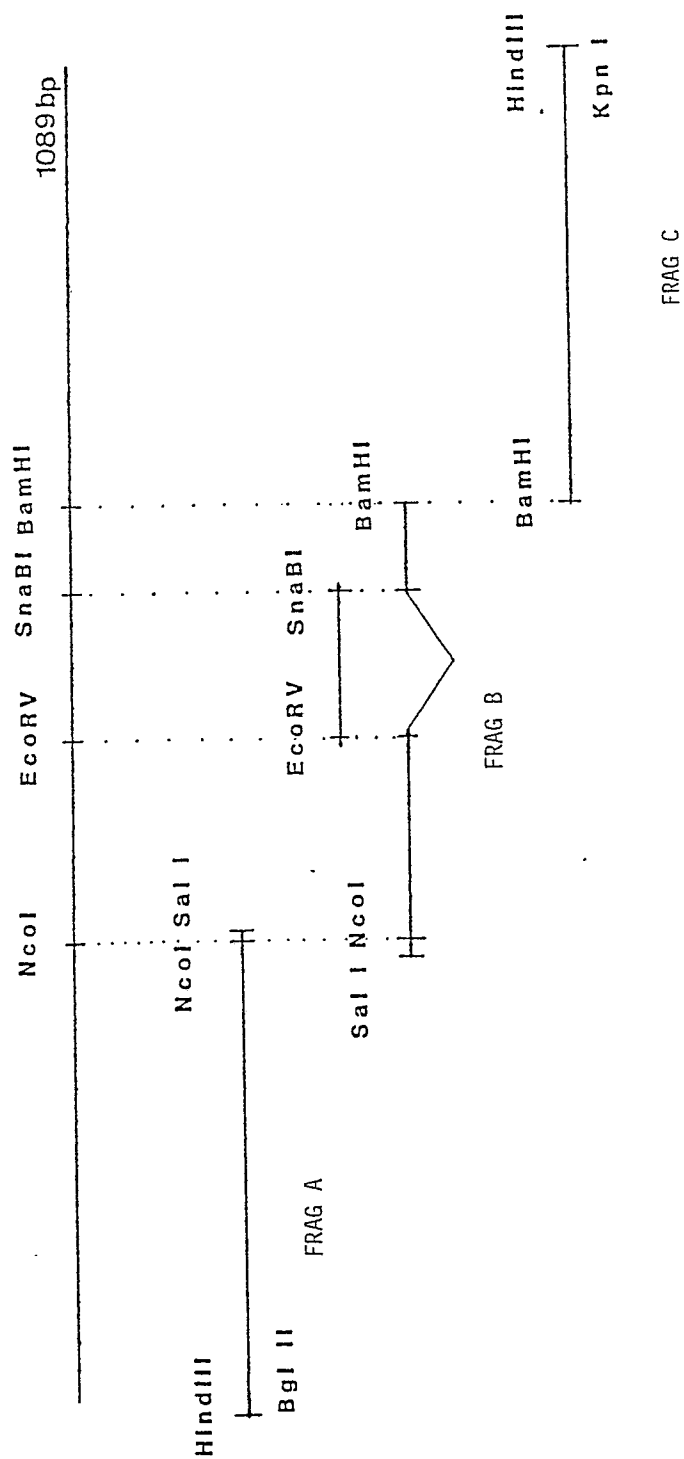 1089bp
NcoI EcoRV SnaBI BamHI
HindIII NcoI Sal I
Bgl II
FRAG A
EcoRV SnaBI
Sal I NcoI BamHI
FRAG B
HindIII
BamHI Kpn I
FRAG C